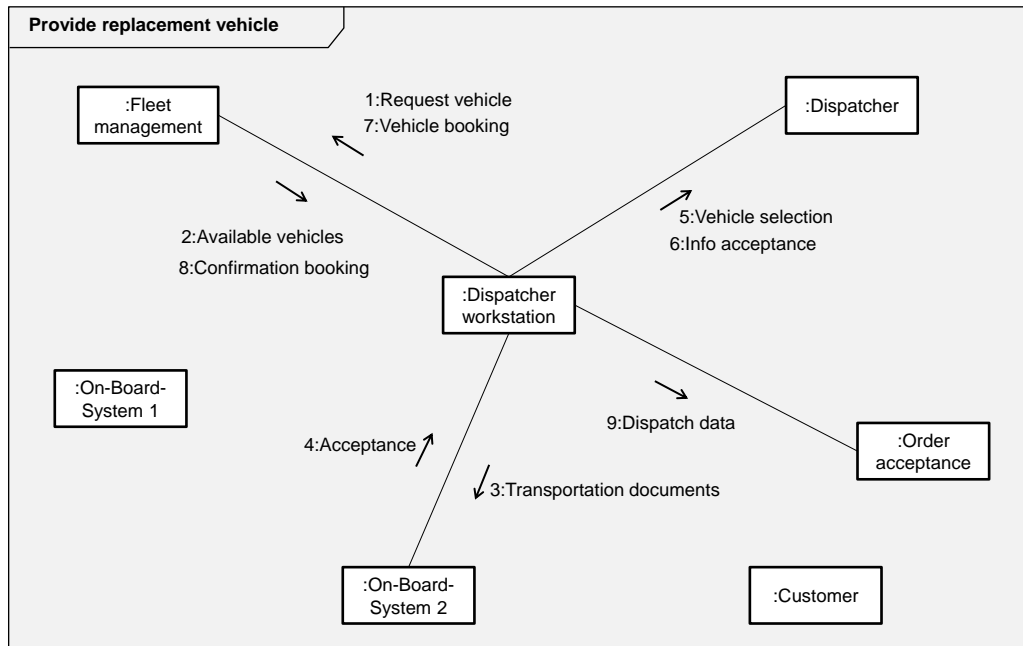 Provide replacement vehicle
:Fleet
management
1:Request vehicle
7:Vehicle booking
:Dispatcher
2:Available vehicles
8:Confirmation booking
5:Vehicle selection
6:Info acceptance
:Dispatcher
workstation
:On-Board-
System 1
4:Acceptance
9:Dispatch data
:Order
acceptance
3:Transportation documents
:On-Board-
System 2
:Customer